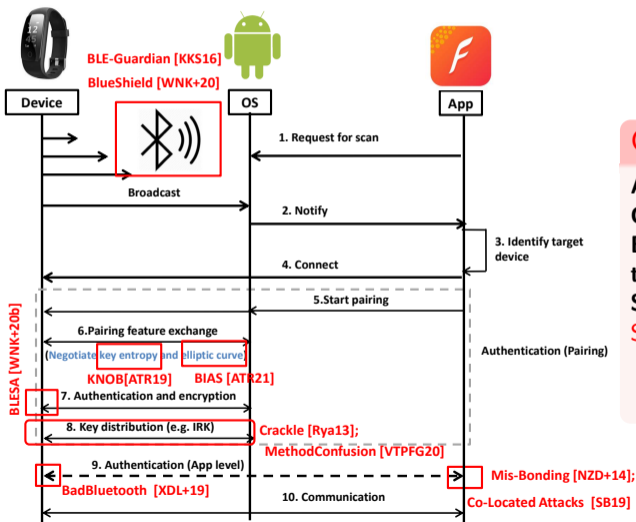 BLE-Guardian [KKS16]
BlueShield [WNK+20]
Device
OS
App
1. Request for scan
Broadcast
2. Notify
3. Identify target
device
4. Connect
5.Start pairing
6.Pairing feature exchange
(Negotiate key entropy and elliptic curve)
KNOB[ATR19]
BIAS [ATR21]
Authentication (Pairing)
BLESA [WNK+20b]
7. Authentication and encryption
8. Key distribution (e.g. IRK)
Crackle [Rya13];
MethodConfusion [VTPFG20]
9. Authentication (App level)
BadBluetooth [XDL+19]
Mis-Bonding [NZD+14];
10. Communication
Co-Located Attacks [SB19]